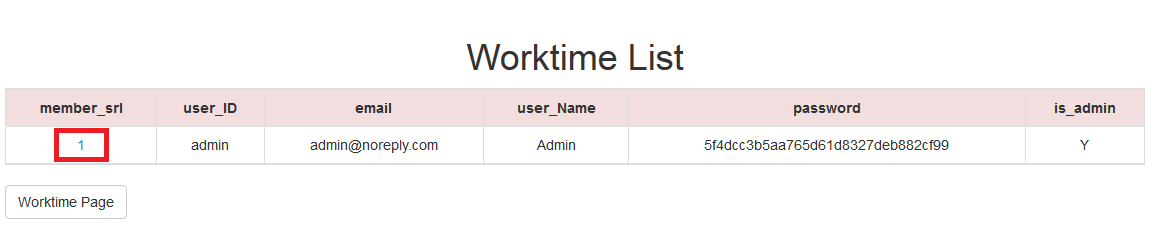 Worktime List
member_srl user_ID email user_Name password is_admin
1 admin admin@noreply.com Admin 5f4dcc3b5aa765d61d8327deb882cf99 Y
Worktime Page